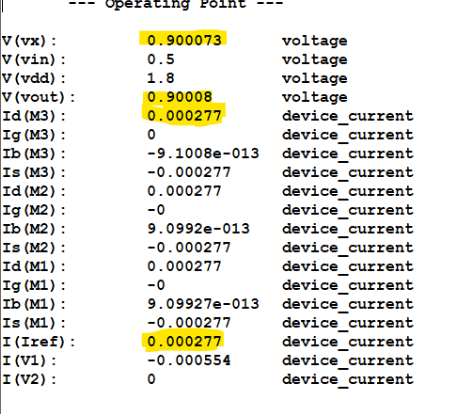 --- Operating Point ---
V(vx): 0.900073 voltage
V(vin): 0.5 voltage
V(vdd): 1.8 voltage
V(vout): 0.90008 voltage
Id(M3): 0.000277 device_current
Ig(M3): 0 device_current
Ib(M3): -9.1008e-013 device_current
Is(M3): -0.000277 device_current
Id(M2): 0.000277 device_current
Ig(M2): -0 device_current
Ib(M2): 9.0992e-013 device_current
Is(M2): -0.000277 device_current
Id(M1): 0.000277 device_current
Ig(M1): -0 device_current
Ib(M1): 9.09927e-013 device_current
Is(M1): -0.000277 device_current
I(Iref): 0.000277 device_current
I(V1): -0.000554 device_current
I(V2): 0 device_current